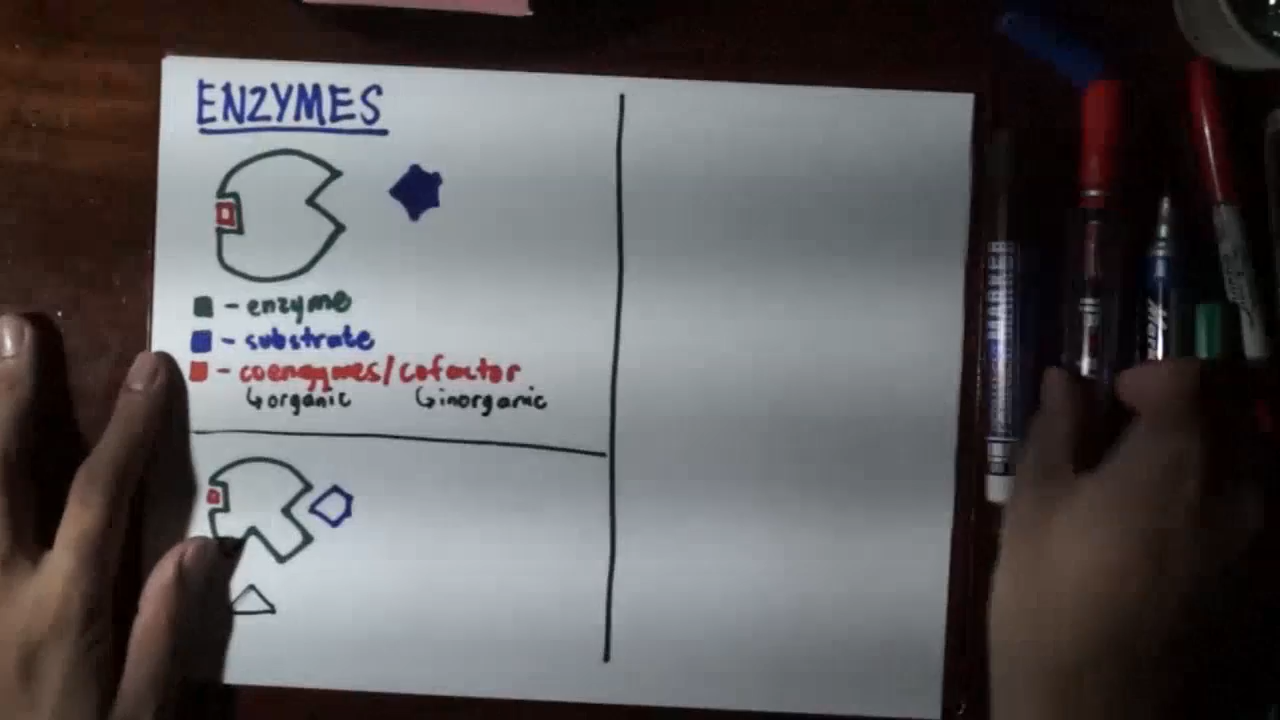 ENZYMES
- enzyme
- substrate
- coenzymes/cofactor
↳organic ↳inorganic
MARKER